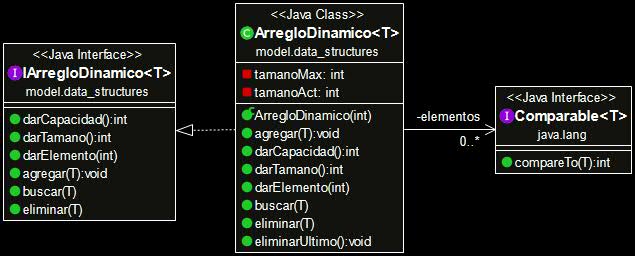 <<Java Interface>>
I IArregloDinamico<T>
model.data_structures
darCapacidad():int
darTamano():int
darElemento(int)
agregar(T):void
buscar(T)
eliminar(T)
<<Java Class>>
C ArregloDinamico<T>
model.data_structures
tamanoMax: int
tamanoAct: int
c ArregloDinamico(int)
agregar(T):void
darCapacidad():int
darTamano():int
darElemento(int)
buscar(T)
eliminar(T)
eliminarUltimo():void
-elementos
0..*
<<Java Interface>>
I Comparable<T>
java.lang
compareTo(T):int